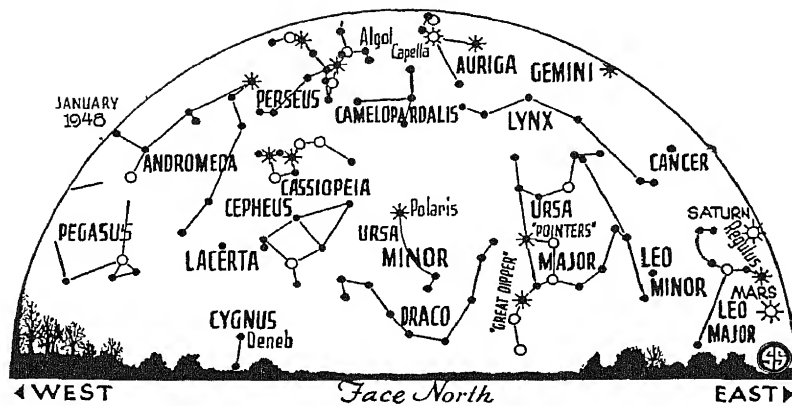 Algol
Capella
AURIGA
GEMINI
JANUARY
1948
PERSEUS
CAMELOPARDALIS
LYNX
ANDROMEDA
CASSIOPEIA
CANCER
CEPHEUS
Polaris
URSA
MINOR
URSA
"POINTERS"
MAJOR
SATURN
Regulus
PEGASUS
LACERTA
LEO
MINOR
MARS
"GREAT DIPPER"
DRACO
LEO
MAJOR
CYGNUS
Deneb
WEST
Face North
EAST